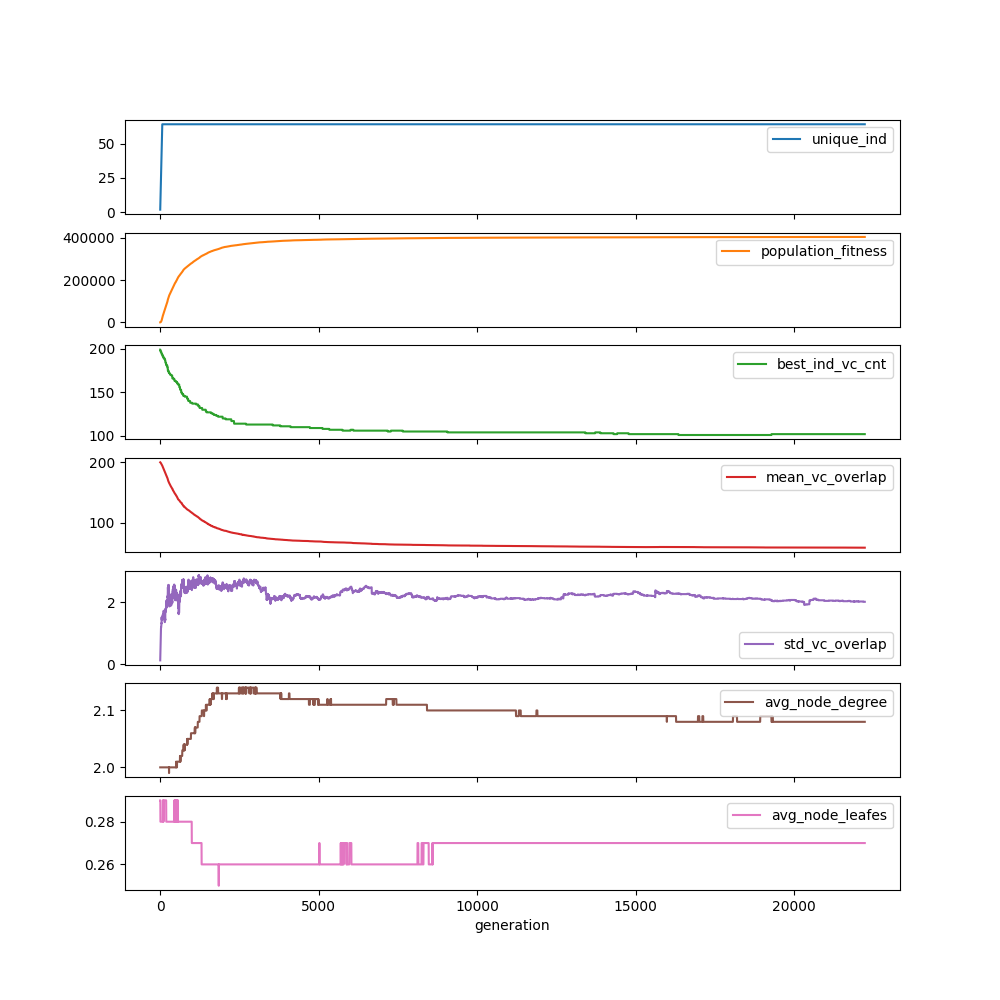 50
25
0
unique_ind
400000
200000
0
population_fitness
200
150
100
best_ind_vc_cnt
200
100
mean_vc_overlap
2
0
std_vc_overlap
2.1
2.0
avg_node_degree
0.28
0.26
avg_node_leafes
0 5000 10000 15000 20000
generation